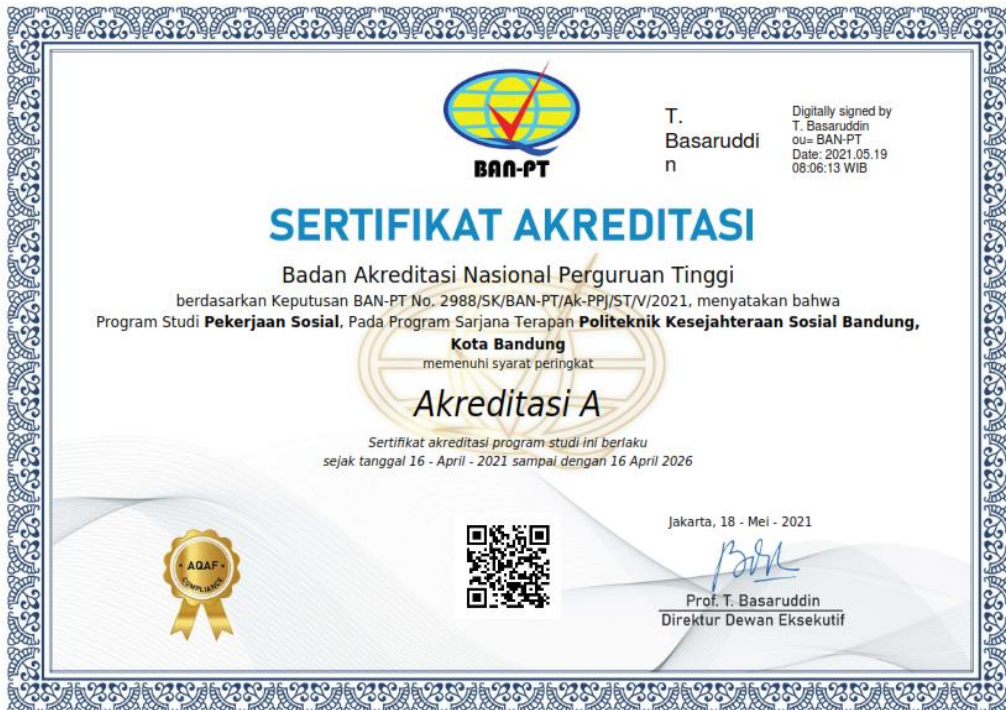 BAN-PT
T.
Basaruddi
n
Digitally signed by
T. Basaruddin
ou= BAN-PT
Date: 2021.05.19
08:06:13 WIB
SERTIFIKAT AKREDITASI
Badan Akreditasi Nasional Perguruan Tinggi
berdasarkan Keputusan BAN-PT No. 2988/SK/BAN-PT/Ak-PPJ/ST/V/2021, menyatakan bahwa
Program Studi Pekerjaan Sosial, Pada Program Sarjana Terapan Politeknik Kesejahteraan Sosial Bandung,
Kota Bandung
memenuhi syarat peringkat
Akreditasi A
Sertifikat akreditasi program studi ini berlaku
sejak tanggal 16 - April - 2021 sampai dengan 16 April 2026
AQAF
COMPLIANCE
Jakarta, 18 - Mei - 2021
Prof. T. Basaruddin
Direktur Dewan Eksekutif